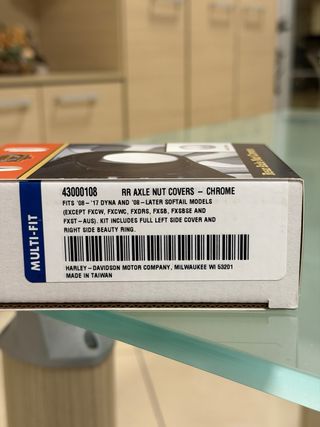 MULTI-FIT
43000108 RR AXLE NUT COVERS – CHROME
FITS '08-'17 DYNA AND '08-LATER SOFTAIL MODELS
(EXCEPT FXCW, FXCWC, FXDRS, FXSB, FXSBSE AND
FXST-AUS). KIT INCLUDES FULL LEFT SIDE COVER AND
RIGHT SIDE BEAUTY RING.
HARLEY-DAVIDSON MOTOR COMPANY, MILWAUKEE WI 53201
MADE IN TAIWAN